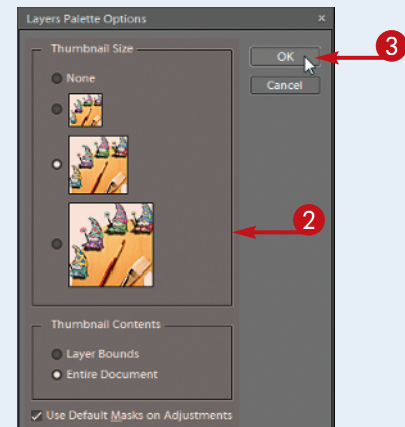 Layers Palette Options
×
Thumbnail Size
None
OK
3
Cancel
2
Thumbnail Contents
Layer Bounds
Entire Document
Use Default Masks on Adjustments